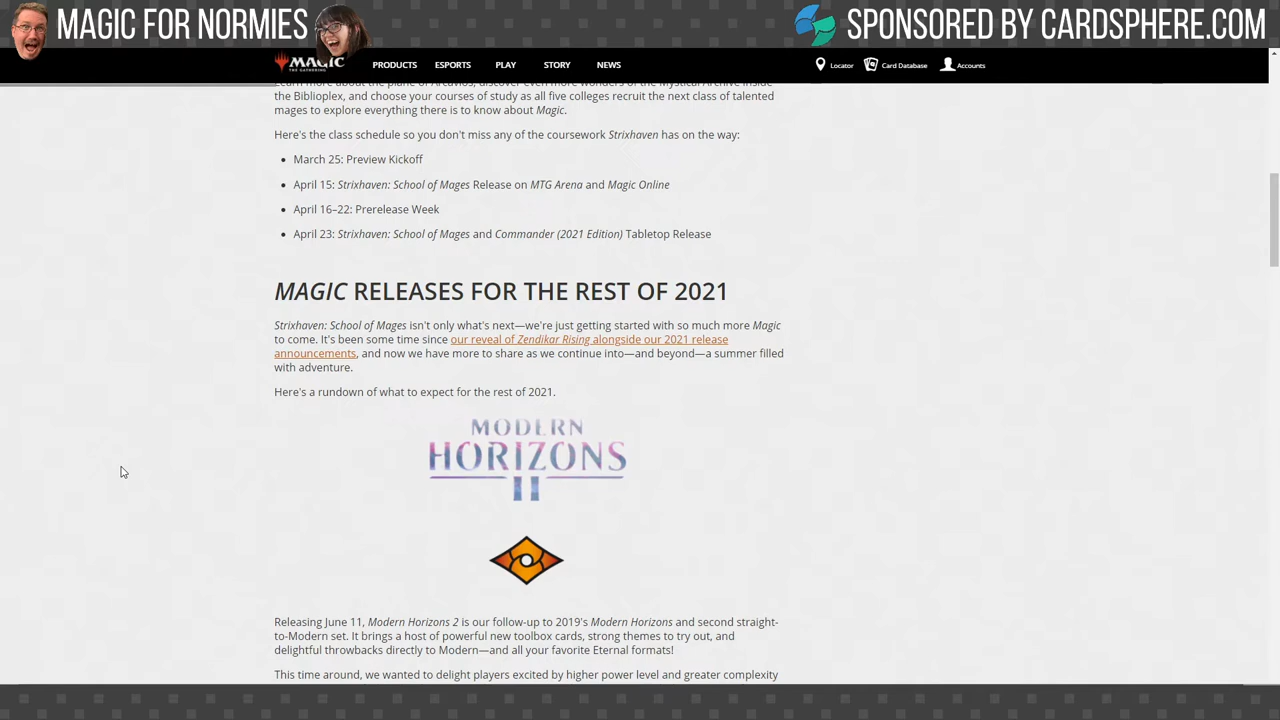 MAGIC FOR NORMIES
SPONSORED BY CARDSPHERE.COM
MAGIC
THE GATHERING
PRODUCTS ESPORTS PLAY STORY NEWS
Locator Card Database Accounts
Learn more about the plane of Arcavios, discover even more wonders of the Mystical Archive inside
the Biblioplex, and choose your courses of study as all five colleges recruit the next class of talented
mages to explore everything there is to know about Magic.
Here's the class schedule so you don't miss any of the coursework Strixhaven has on the way:
• March 25: Preview Kickoff
• April 15: Strixhaven: School of Mages Release on MTG Arena and Magic Online
• April 16–22: Prerelease Week
• April 23: Strixhaven: School of Mages and Commander (2021 Edition) Tabletop Release
MAGIC RELEASES FOR THE REST OF 2021
Strixhaven: School of Mages isn't only what's next—we're just getting started with so much more Magic
to come. It's been some time since our reveal of Zendikar Rising alongside our 2021 release
announcements, and now we have more to share as we continue into—and beyond—a summer filled
with adventure.
Here's a rundown of what to expect for the rest of 2021.
MODERN
HORIZONS
II
Releasing June 11, Modern Horizons 2 is our follow-up to 2019's Modern Horizons and second straight-
to-Modern set. It brings a host of powerful new toolbox cards, strong themes to try out, and
delightful throwbacks directly to Modern—and all your favorite Eternal formats!
This time around, we wanted to delight players excited by higher power level and greater complexity